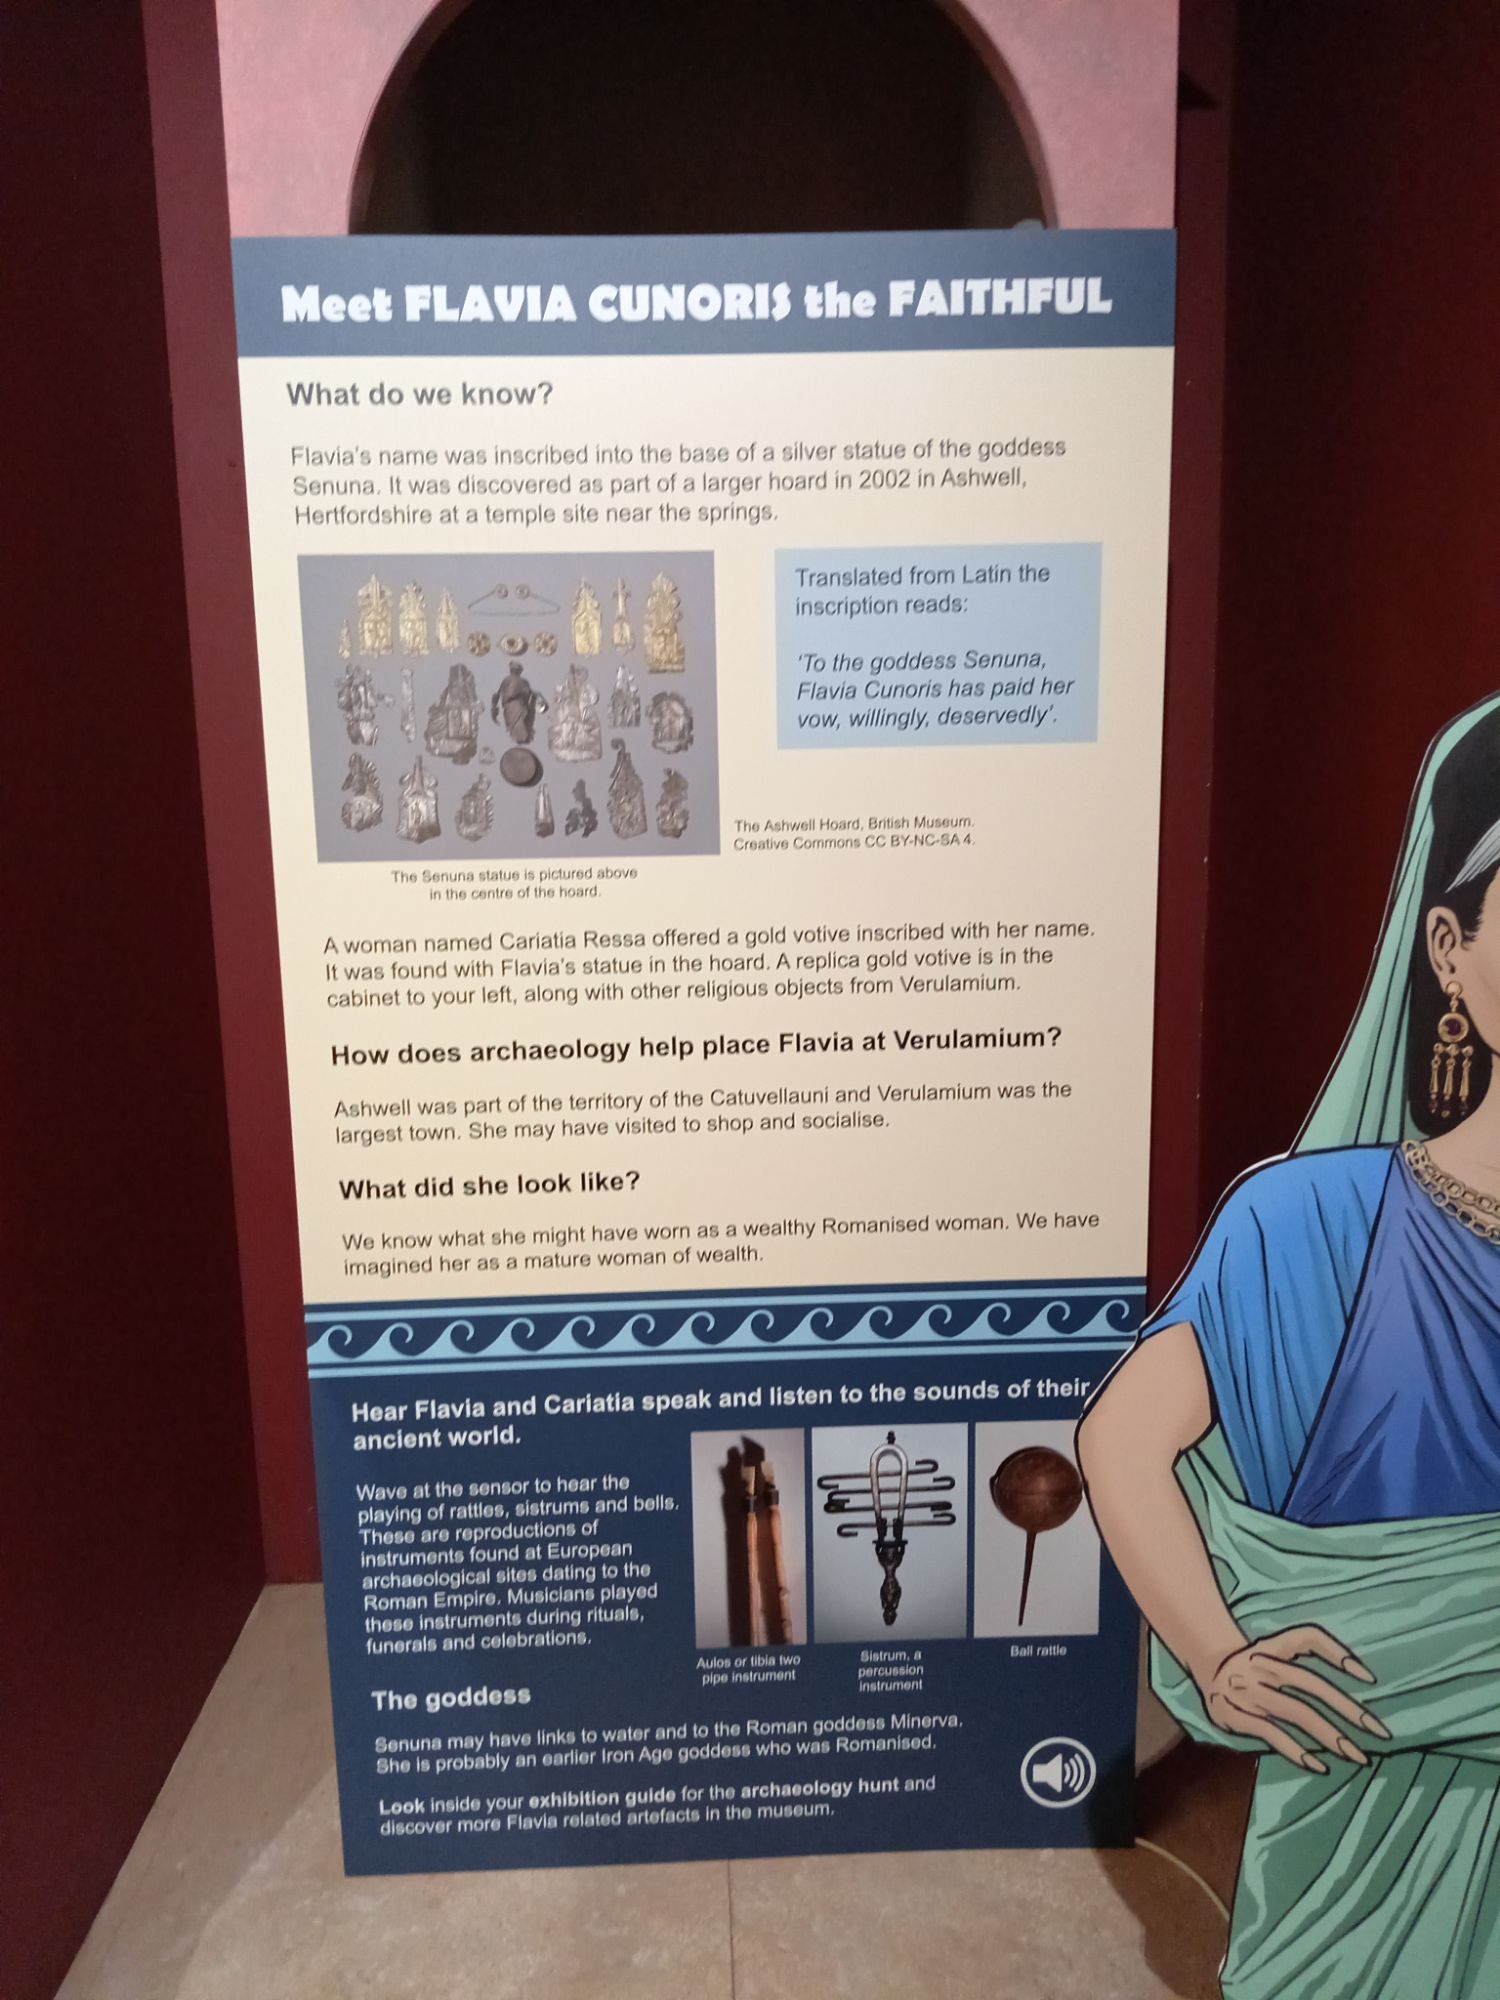 Meet FLAVIA CUNORIS the FAITHFUL
What do we know?
Flavia's name was inscribed into the base of a silver statue of the goddess
Senuna. It was discovered as part of a larger hoard in 2002 in Ashwell,
Hertfordshire at a temple site near the springs.
Translated from Latin the
inscription reads:
'To the goddess Senuna,
Flavia Cunoris has paid her
vow, willingly, deservedly'.
The Ashwell Hoard, British Museum.
Creative Commons CC BY-NC-SA 4.
The Senuna statue is pictured above
in the centre of the hoard.
A woman named Cariatia Ressa offered a gold votive inscribed with her name.
It was found with Flavia's statue in the hoard. A replica gold votive is in the
cabinet to your left, along with other religious objects from Verulamium.
How does archaeology help place Flavia at Verulamium?
Ashwell was part of the territory of the Catuvellauni and Verulamium was the
largest town. She may have visited to shop and socialise.
What did she look like?
We know what she might have worn as a wealthy Romanised woman. We have
imagined her as a mature woman of wealth.
Hear Flavia and Cariatia speak and listen to the sounds of their
ancient world.
Wave at the sensor to hear the
playing of rattles, sistrums and bells.
These are reproductions of
instruments found at European
archaeological sites dating to the
Roman Empire. Musicians played
these instruments during rituals,
funerals and celebrations.
Aulos or tibia two
pipe instrument
Sistrum, a
percussion
instrument
Ball rattle
The goddess
Senuna may have links to water and to the Roman goddess Minerva.
She is probably an earlier Iron Age goddess who was Romanised.
Look inside your exhibition guide for the archaeology hunt and
discover more Flavia related artefacts in the museum.